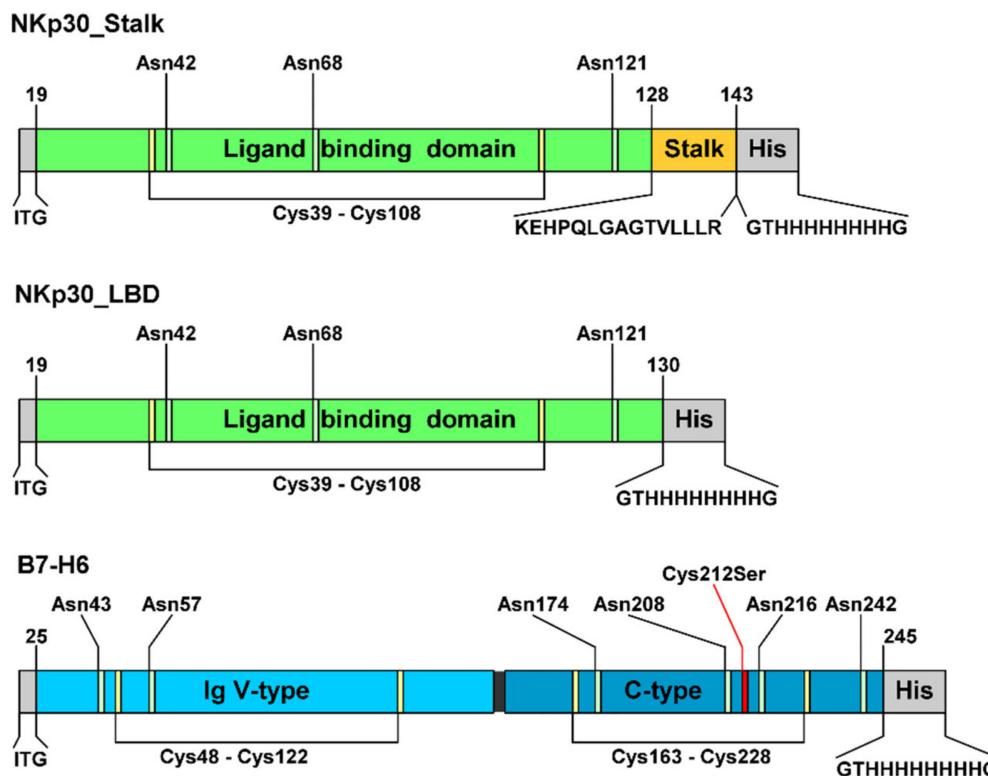 NKp30_Stalk
Asn42 Asn68 Asn121
19 128 143
Ligand binding domain Stalk His
ITG Cys39 - Cys108
KEHPQLGAGTVLLLR GTHHHHHHHHG
NKp30_LBD
Asn42 Asn68 Asn121
19 130
Ligand binding domain His
ITG Cys39 - Cys108
GTHHHHHHHHG
B7-H6
Cys212Ser
Asn43 Asn57 Asn174 Asn208 Asn216 Asn242
25 245
Ig V-type C-type His
ITG Cys48 - Cys122 Cys163 - Cys228
GTHHHHHHHHG